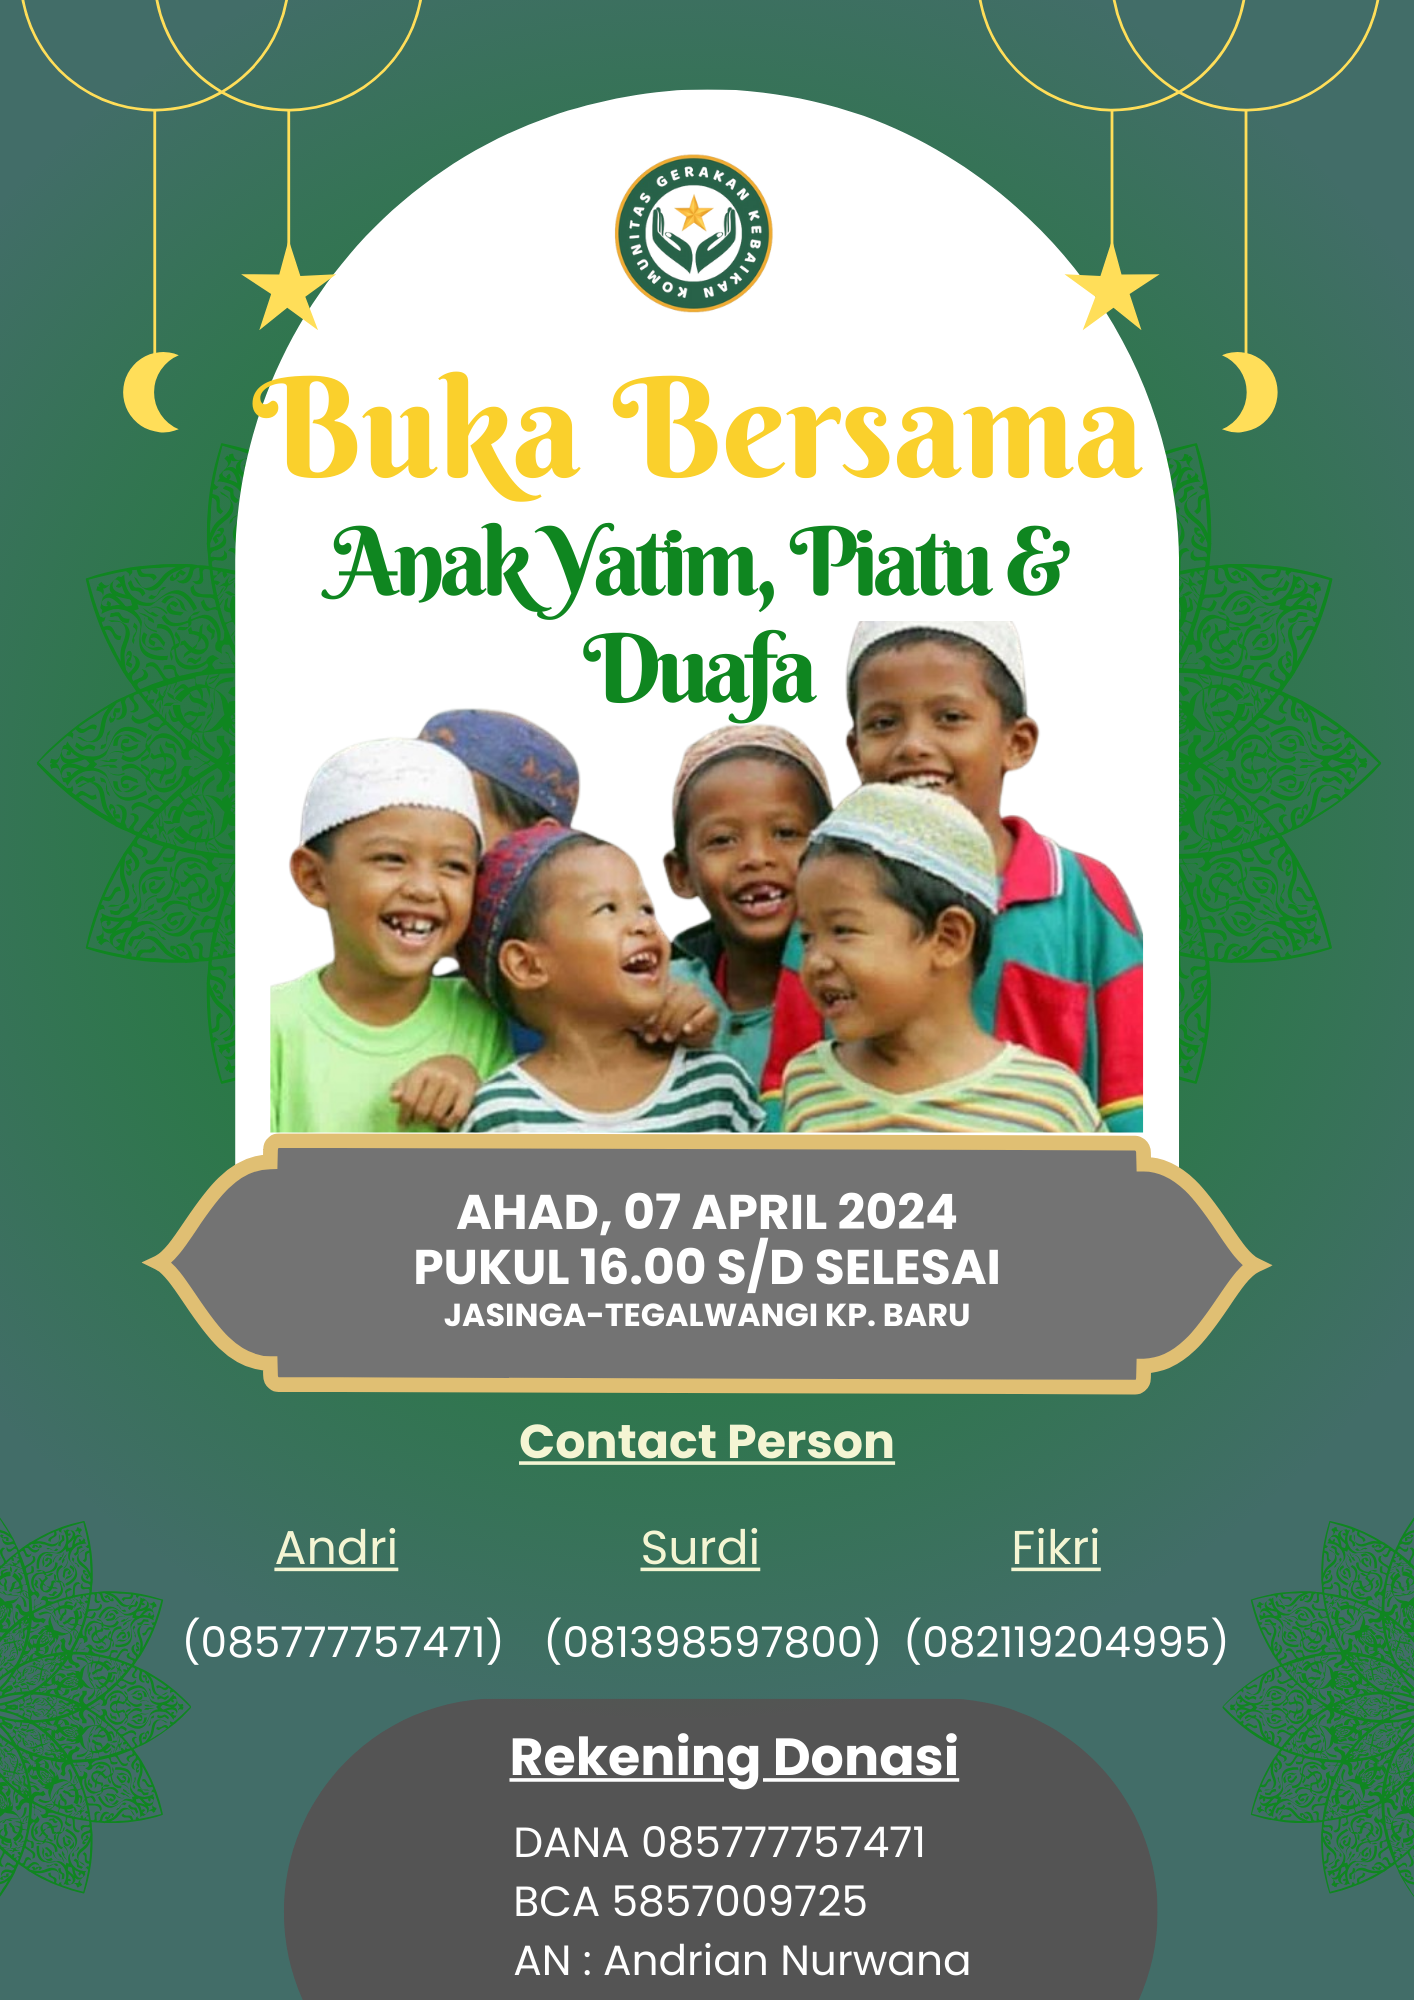 KOMUNITAS GERAKAN KEBAIKAN
Buka Bersama
Anak Yatim, Piatu &
Duafa
AHAD, 07 APRIL 2024
PUKUL 16.00 S/D SELESAI
JASINGA-TEGALWANGI KP. BARU
Contact Person
Andri Surdi Fikri
(085777757471) (081398597800) (082119204995)
Rekening Donasi
DANA 085777757471
BCA 5857009725
AN : Andrian Nurwana